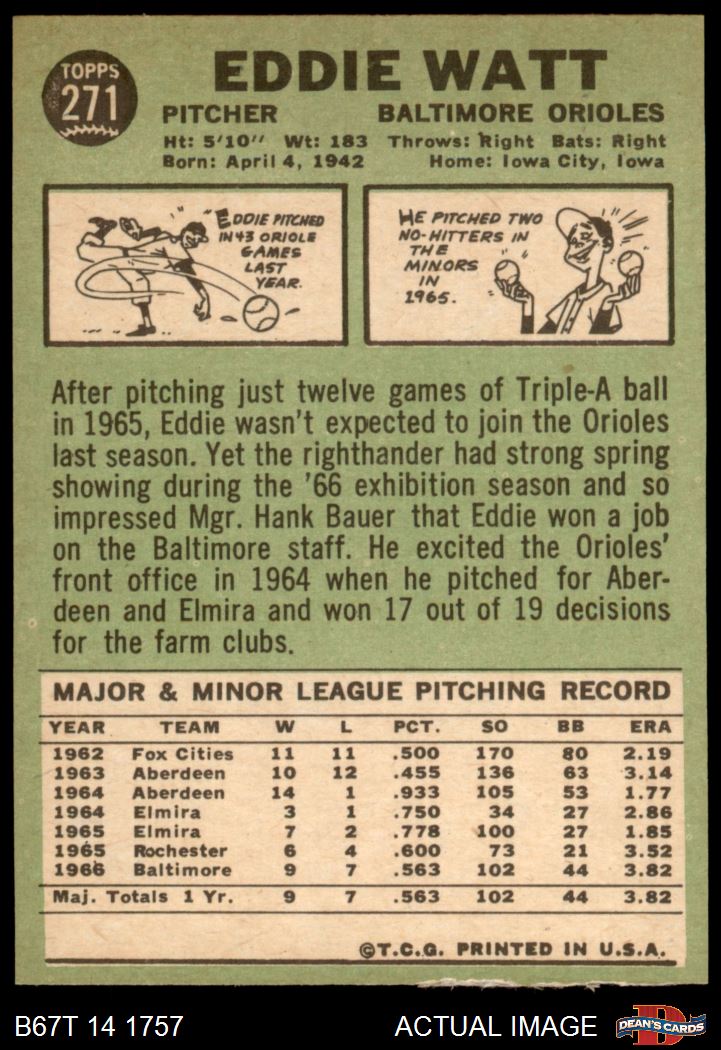 TOPPS
271
EDDIE WATT
PITCHER BALTIMORE ORIOLES
Ht: 5'10'' Wt: 183 Throws: Right Bats: Right
Born: April 4, 1942 Home: Iowa City, Iowa
EDDIE PITCHED
IN 43 ORIOLE
GAMES
LAST
YEAR.
HE PITCHED TWO
NO-HITTERS IN
THE
MINORS
IN
1965.
After pitching just twelve games of Triple-A ball
in 1965, Eddie wasn't expected to join the Orioles
last season. Yet the righthander had strong spring
showing during the '66 exhibition season and so
impressed Mgr. Hank Bauer that Eddie won a job
on the Baltimore staff. He excited the Orioles'
front office in 1964 when he pitched for Aber-
deen and Elmira and won 17 out of 19 decisions
for the farm clubs.
MAJOR & MINOR LEAGUE PITCHING RECORD
YEAR TEAM W L PCT. SO BB ERA
1962 Fox Cities 11 11 .500 170 80 2.19
1963 Aberdeen 10 12 .455 136 63 3.14
1964 Aberdeen 14 1 .933 105 53 1.77
1964 Elmira 3 1 .750 34 27 2.86
1965 Elmira 7 2 .778 100 27 1.85
1965 Rochester 6 4 .600 73 21 3.52
1966 Baltimore 9 7 .563 102 44 3.82
Maj. Totals 1 Yr. 9 7 .563 102 44 3.82
©T.C.G. PRINTED IN U.S.A.
B67T 14 1757 ACTUAL IMAGE DEAN'S CARDS